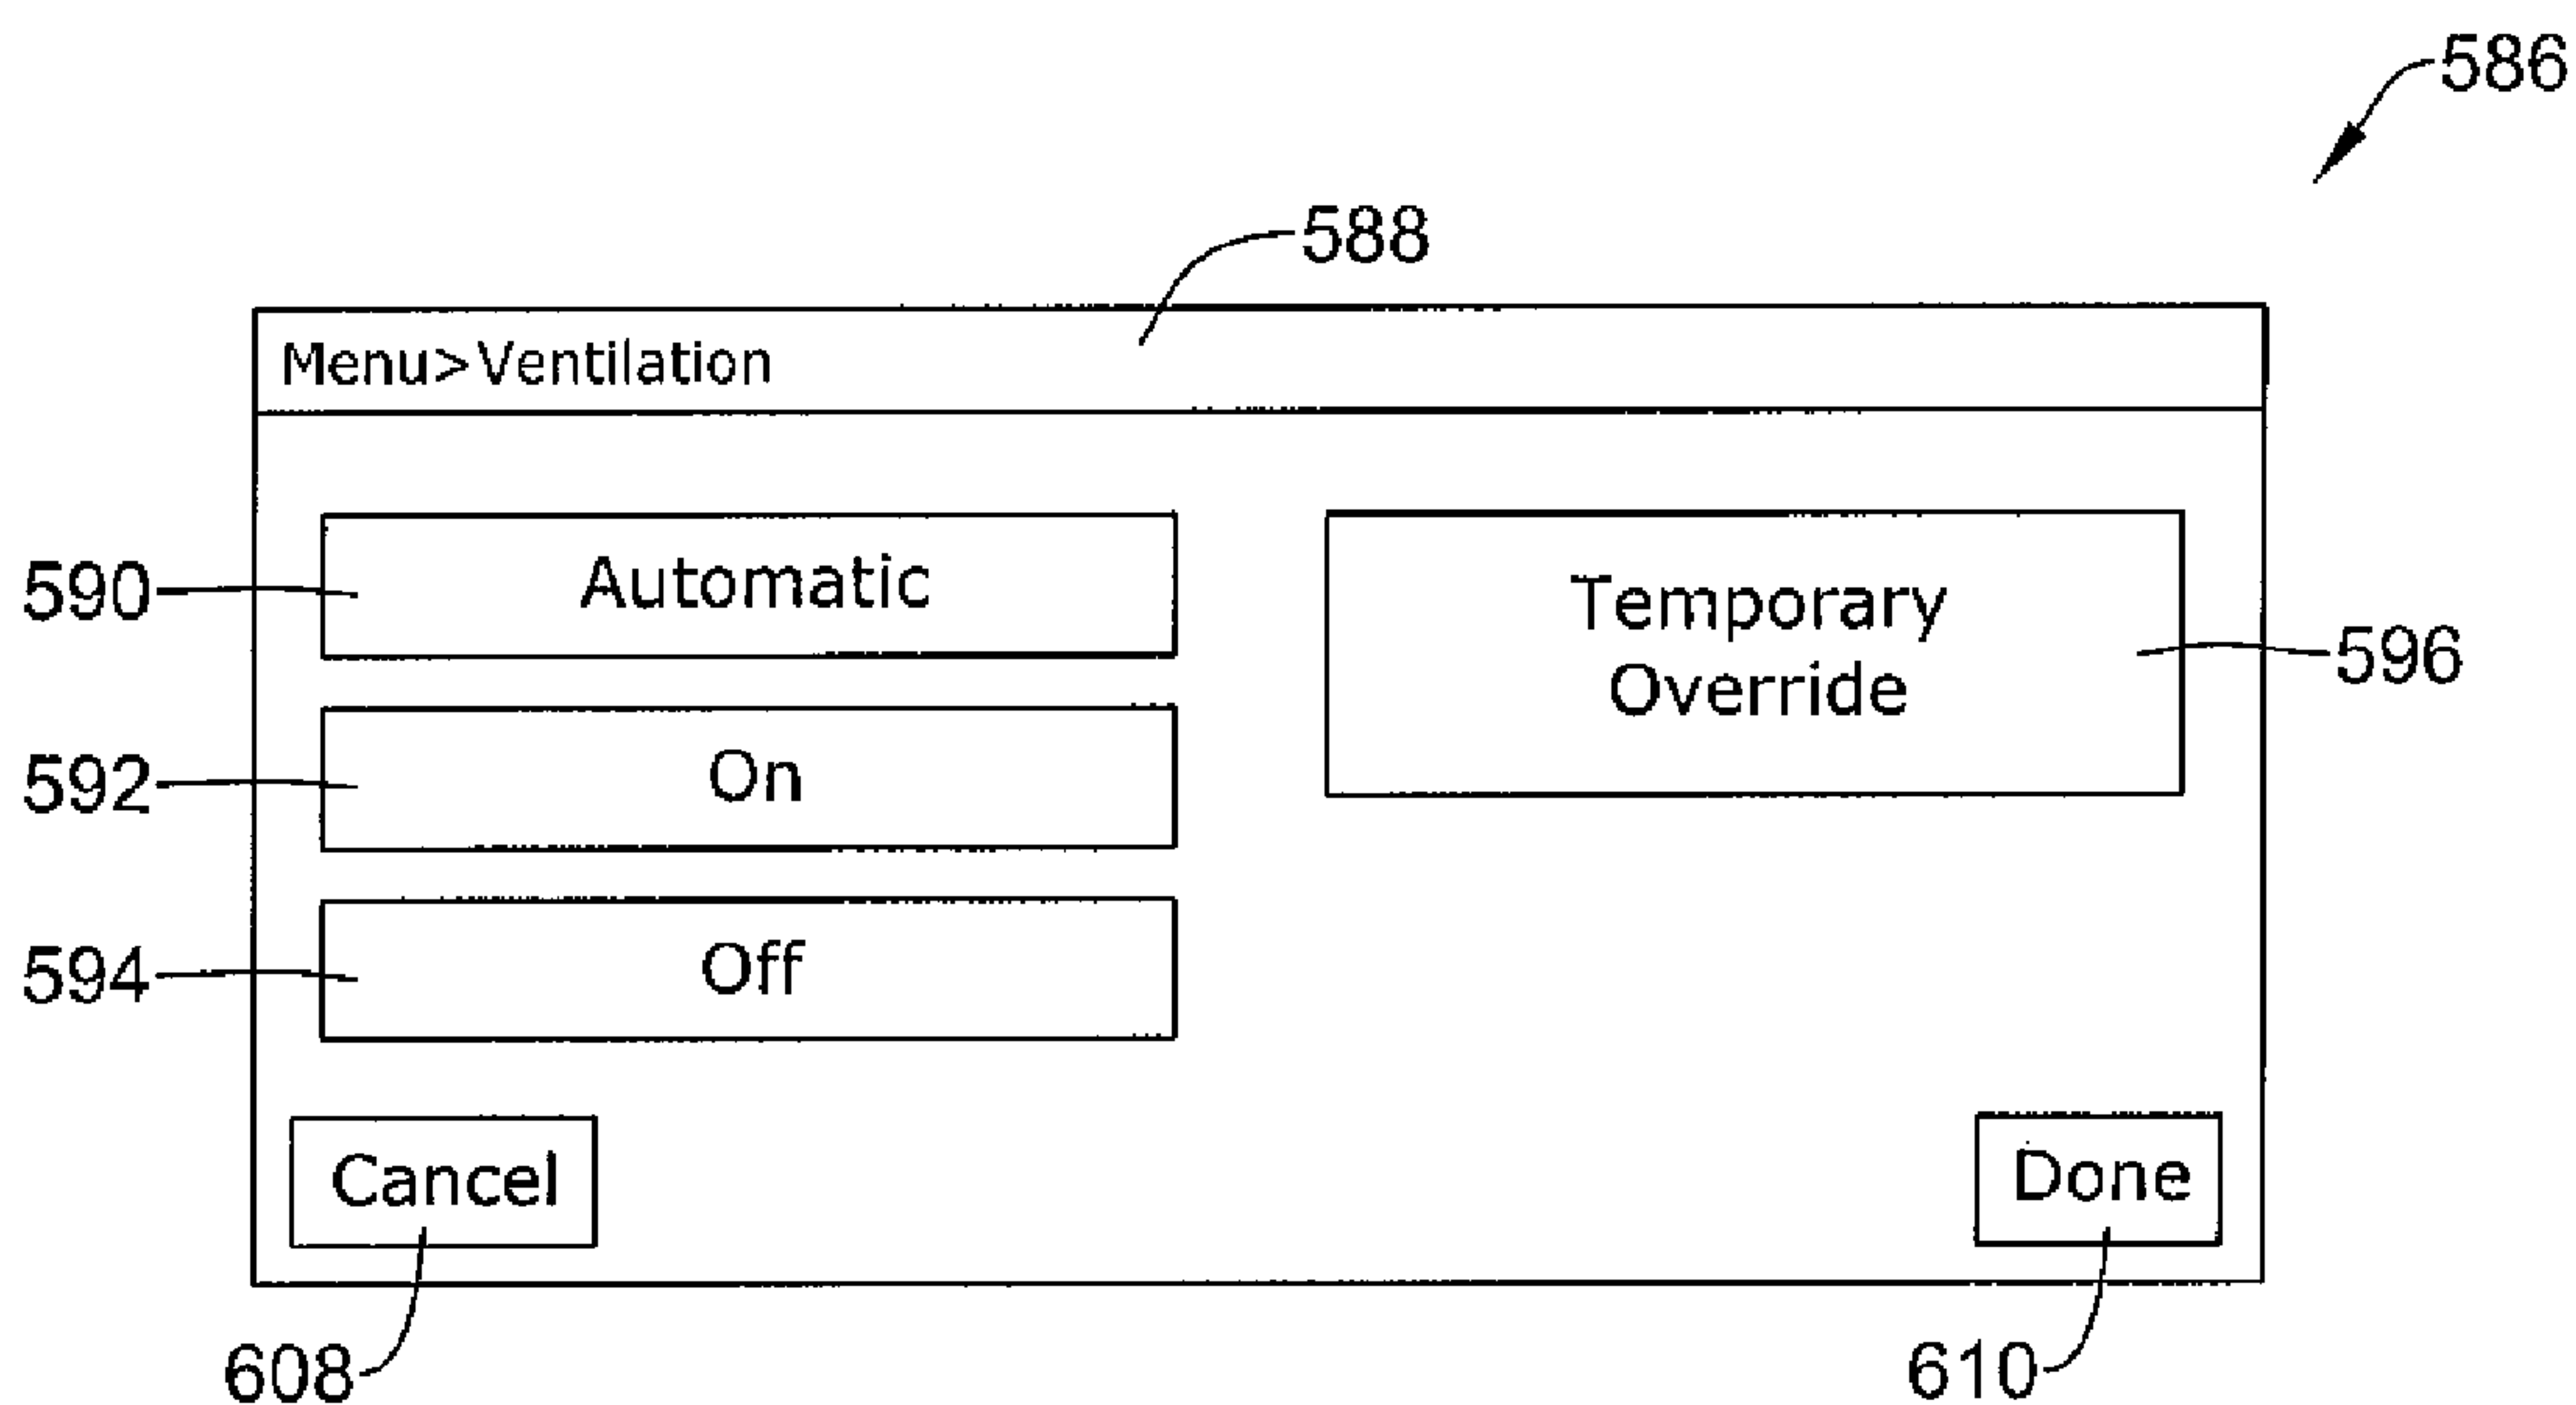 586
588
Menu>Ventilation
590
Automatic
Temporary
Override
596
592
On
594
Off
Cancel
Done
608
610